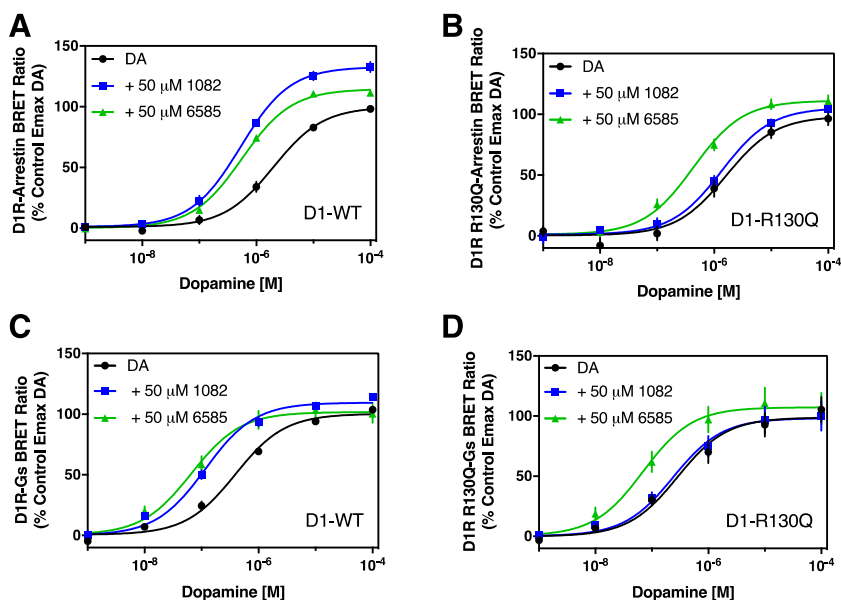 A
D1R-Arrestin BRET Ratio
(% Control Emax DA)
150
100
50
0
DA
+ 50 μM 1082
+ 50 μM 6585
D1-WT
10⁻⁸
10⁻⁶
10⁻⁴
Dopamine [M]
B
D1R R130Q-Arrestin BRET Ratio
(% Control Emax DA)
150
100
50
0
DA
+ 50 μM 1082
+ 50 μM 6585
D1-R130Q
10⁻⁸
10⁻⁶
10⁻⁴
Dopamine [M]
C
D1R-Gs BRET Ratio
(% Control Emax DA)
150
100
50
0
DA
+ 50 μM 1082
+ 50 μM 6585
D1-WT
10⁻⁸
10⁻⁶
10⁻⁴
Dopamine [M]
D
D1R R130Q-Gs BRET Ratio
(% Control Emax DA)
150
100
50
0
DA
+ 50 μM 1082
+ 50 μM 6585
D1-R130Q
10⁻⁸
10⁻⁶
10⁻⁴
Dopamine [M]